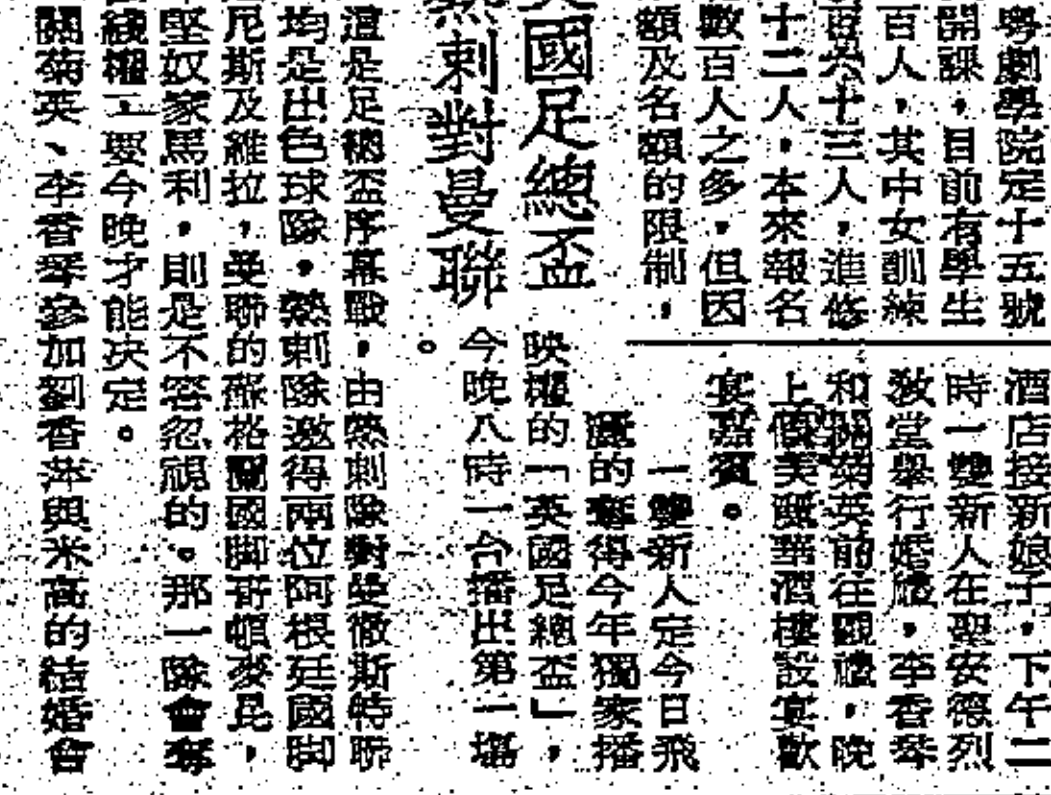 粵劇學院定十五號
開課，目前有學生
百人，其中女訓練
百六十三人，進修
十二人，本來報名
數百人之多，但因
額及名額的限制，
酒店接新娘子，下午二
時一雙新人在聖安德烈
教堂舉行婚禮，李香琴
和關菊英前往觀禮，晚
上假美麗華酒樓設宴歡
宴嘉賓。
一雙新人定今日飛
英國足總盃
熱刺對曼聯
的奪得今年獨家播
映權的「英國足總盃」，
今晚八時二台播出第一場
。
這是足總盃序幕戰，由熱刺隊對曼徹斯特聯
均是出色球隊。熱刺隊邀得兩位阿根廷國脚
尼斯及維拉，曼聯的蘇格蘭國脚哥頓麥昆，
堅奴家馬利，則是不容忽視的。那一隊會奪
錢權二要今晚才能决定。
關菊英、李香琴參加劉香萍與米高的結婚會